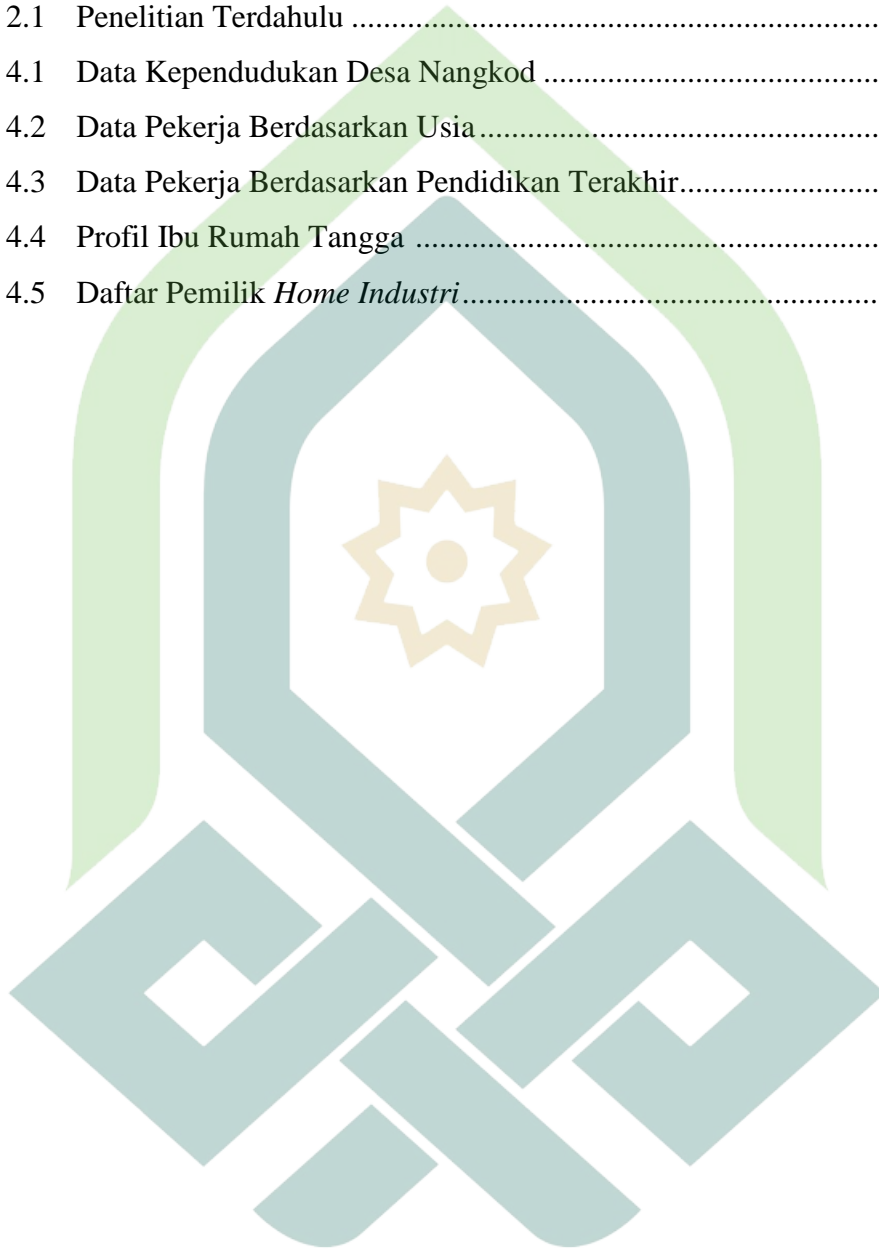 2.1 Penelitian Terdahulu ........................................................................
4.1 Data Kependudukan Desa Nangkod ..............................................
4.2 Data Pekerja Berdasarkan Usia .......................................................
4.3 Data Pekerja Berdasarkan Pendidikan Terakhir............................
4.4 Profil Ibu Rumah Tangga ................................................................
4.5 Daftar Pemilik Home Industri..........................................................